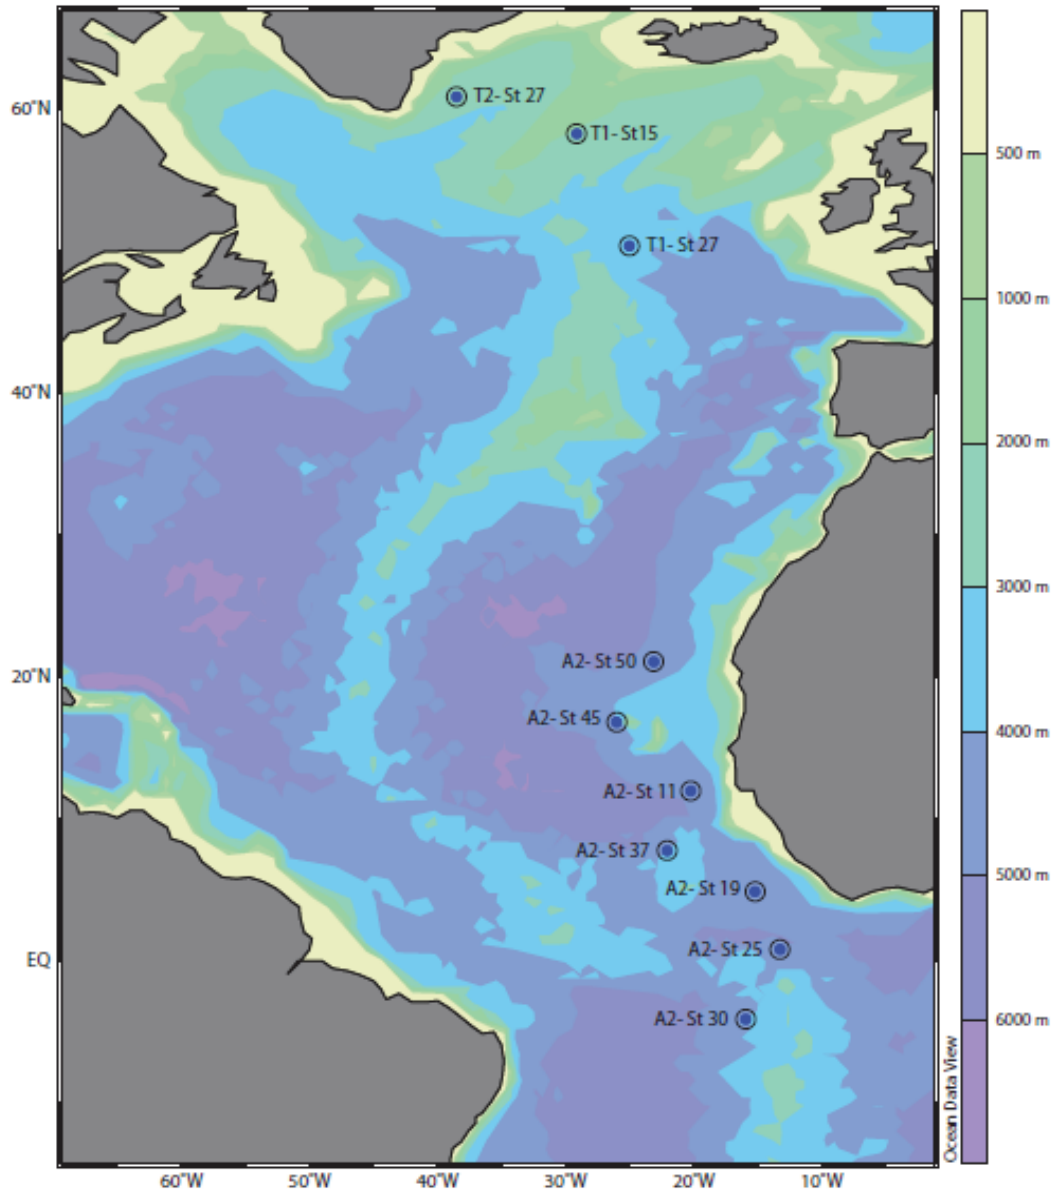 60°N
T2- St 27
T1- St15
500 m
T1- St 27
1000 m
40°N
2000 m
3000 m
A2- St 50
20°N
A2- St 45
4000 m
A2- St 11
A2- St 37
5000 m
A2- St 19
A2- St 25
EQ
A2- St 30
6000 m
Ocean Data View
60°W
50°W
40°W
30°W
20°W
10°W